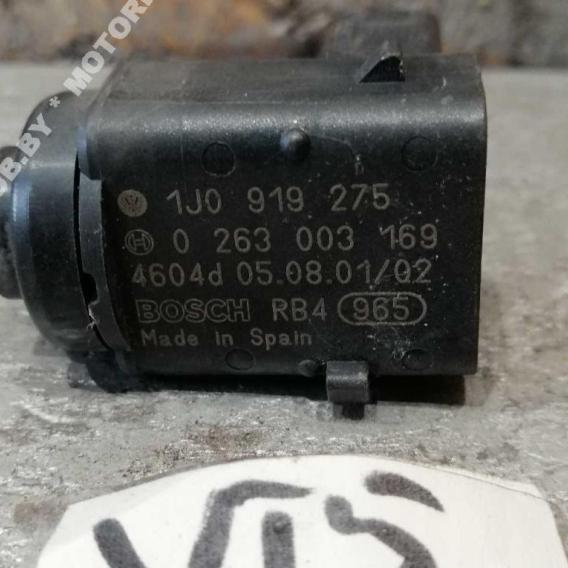 1J0 919 275
0 263 003 169
4604d 05.08.01/02
BOSCH RB4 965
Made in Spain